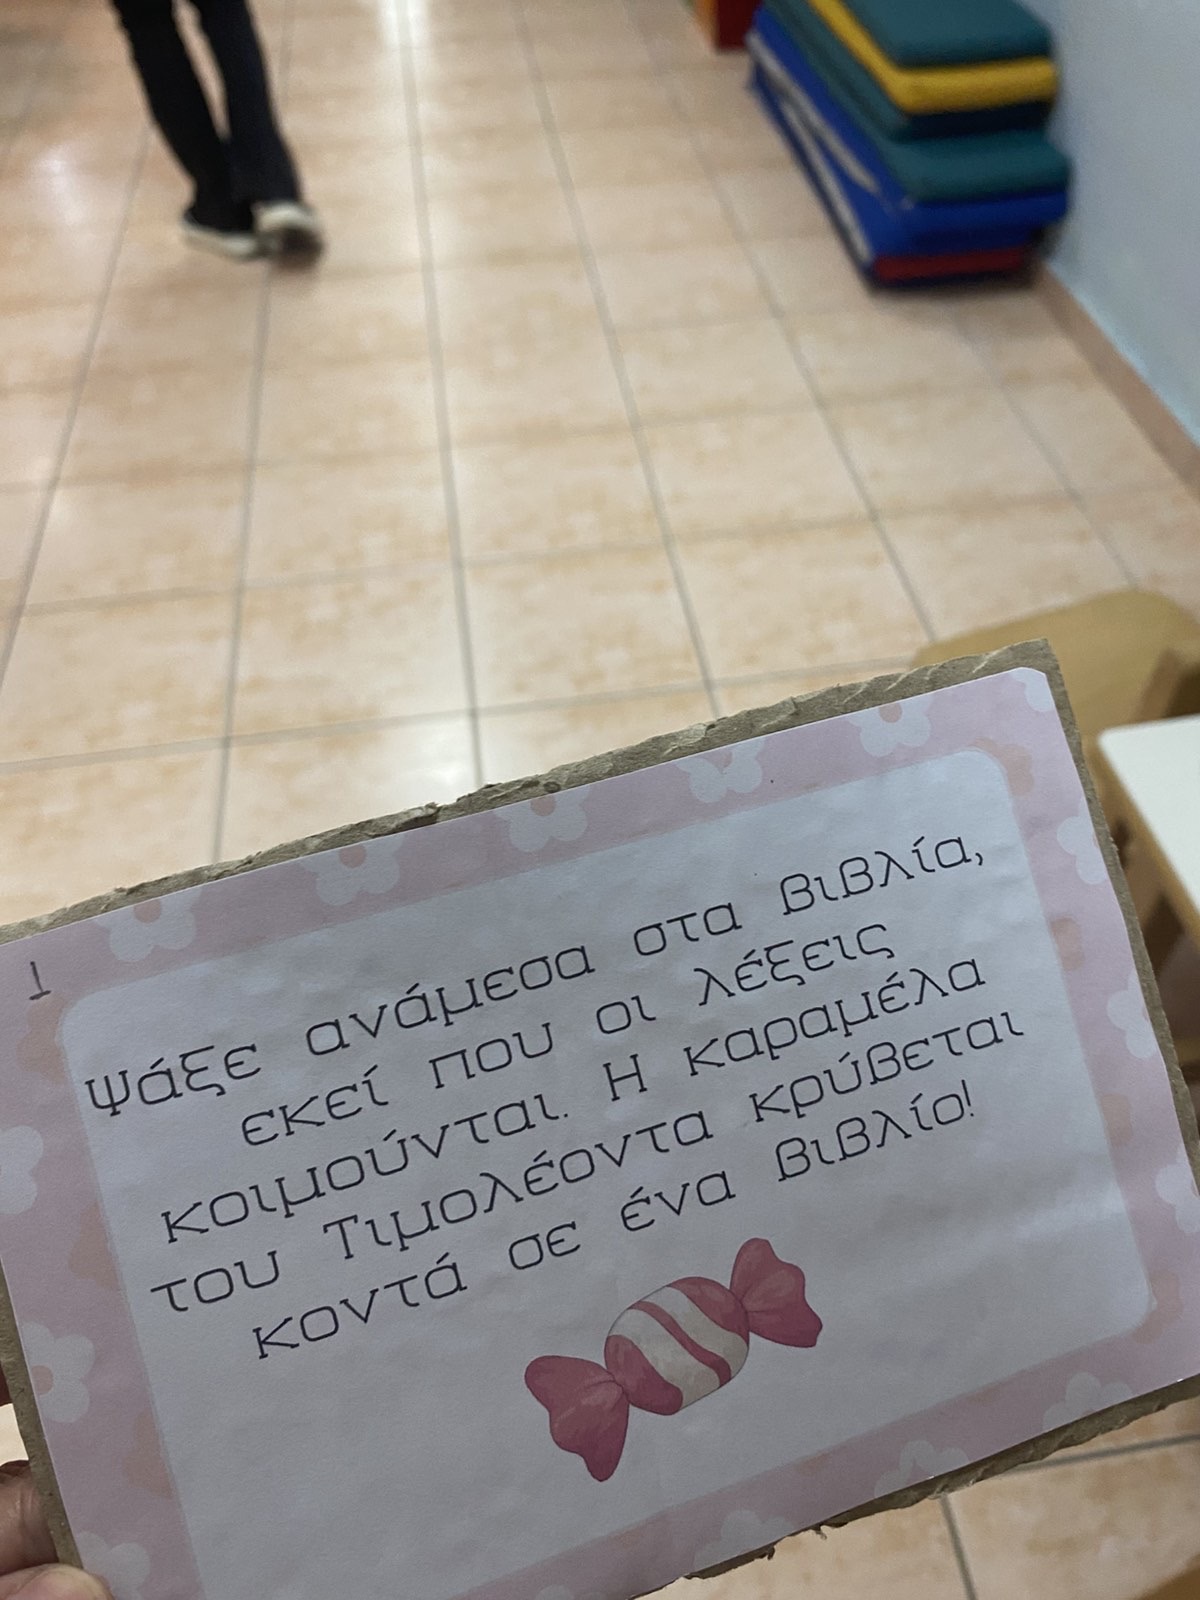 1
Ψάξε ανάμεσα στα βιβλία,
εκεί που οι λέξεις
κοιμούνται. Η καραμέλα
του Τιμολέοντα κρύβεται
κοντά σε ένα βιβλίο!